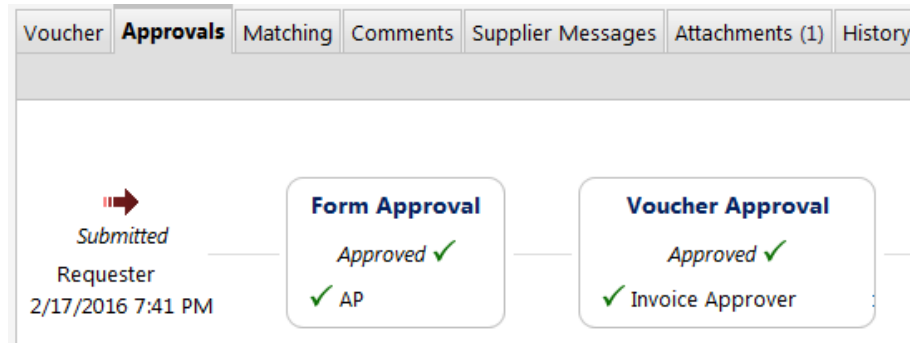 Voucher Approvals Matching Comments Supplier Messages Attachments (1) History
Submitted
Requester
2/17/2016 7:41 PM
Form Approval
Approved
AP
Voucher Approval
Approved
Invoice Approver